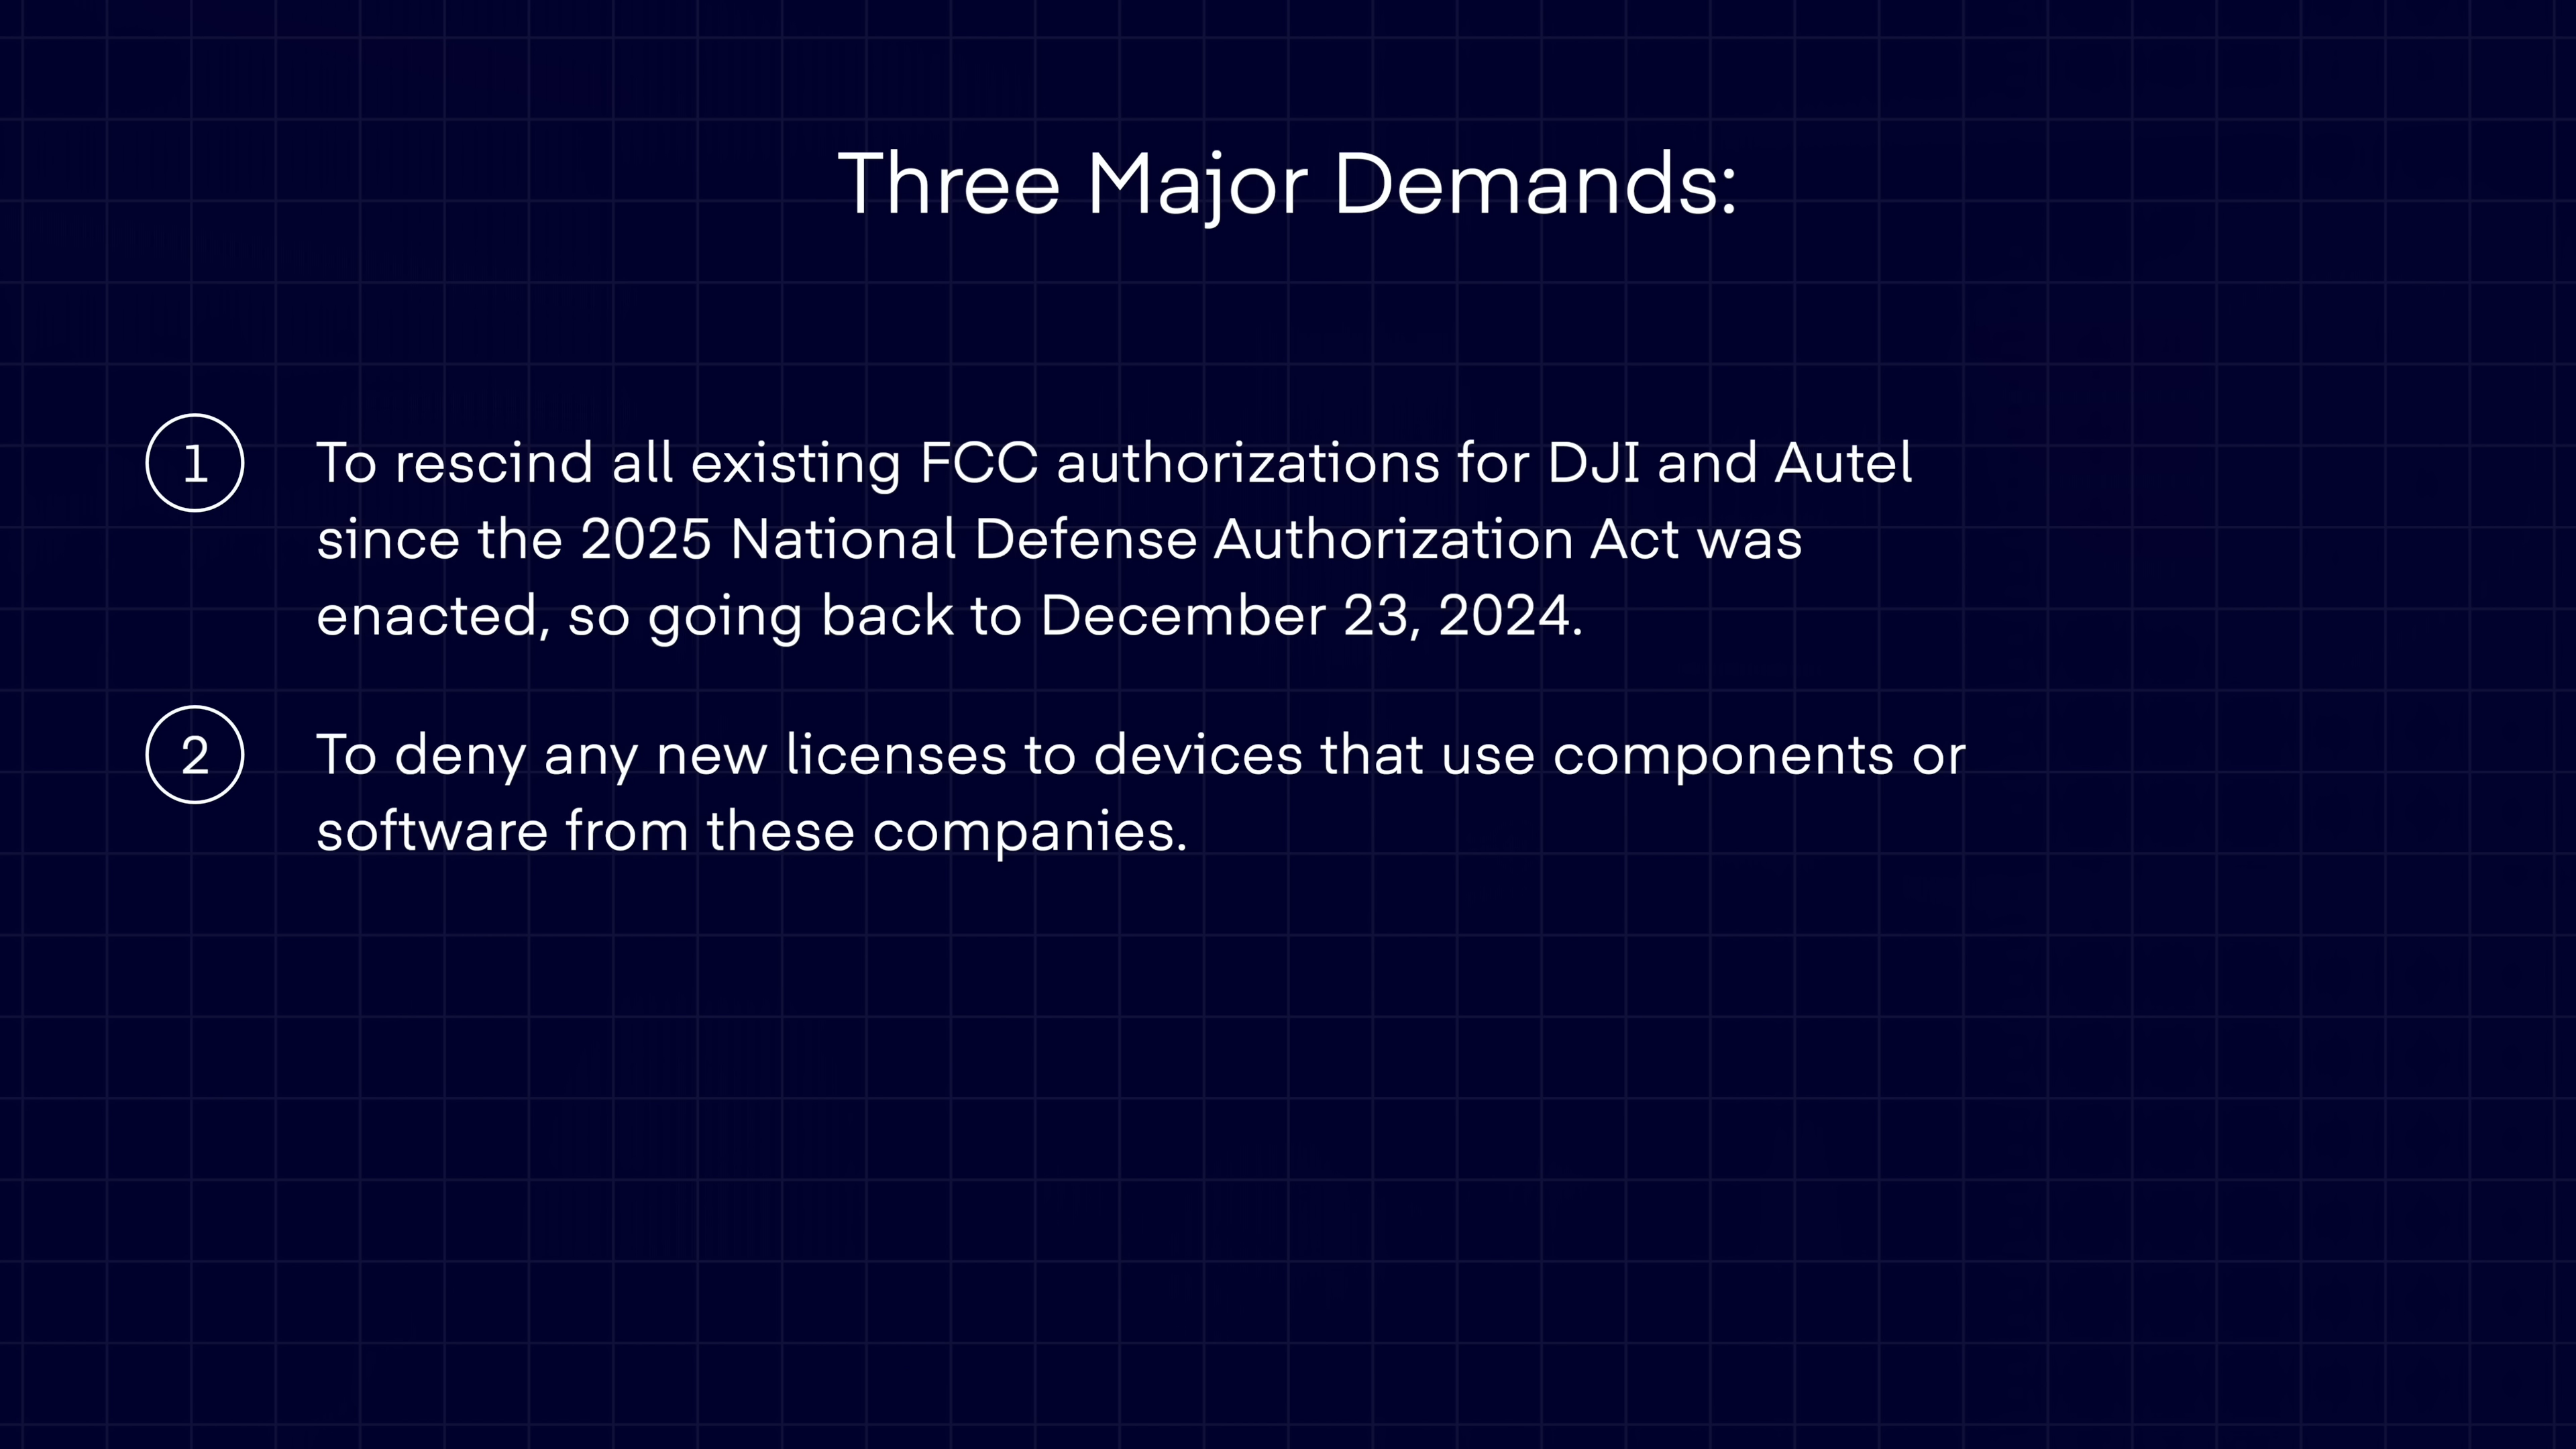 Three Major Demands:
1 To rescind all existing FCC authorizations for DJI and Autel
since the 2025 National Defense Authorization Act was
enacted, so going back to December 23, 2024.
2 To deny any new licenses to devices that use components or
software from these companies.